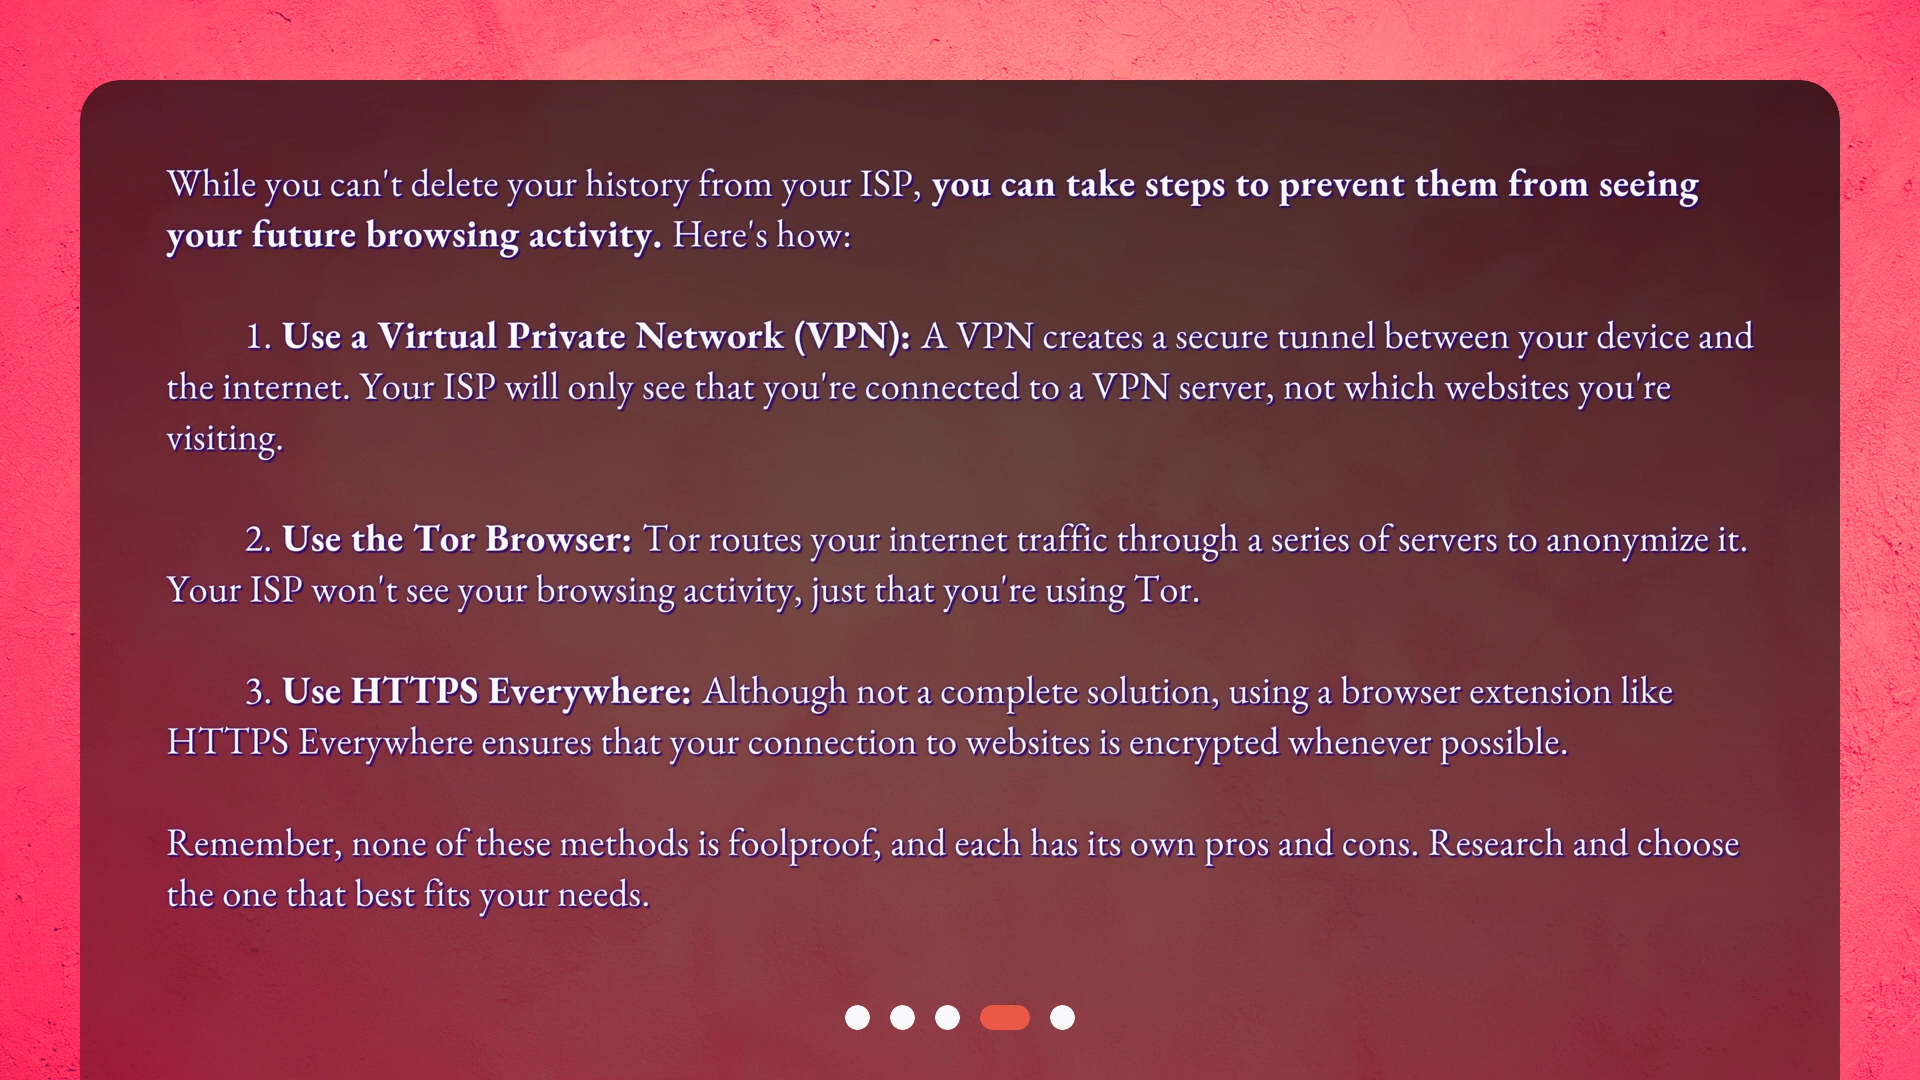 While you can't delete your history from your ISP, you can take steps to prevent them from seeing
your future browsing activity. Here's how:
1. Use a Virtual Private Network (VPN): A VPN creates a secure tunnel between your device and
the internet. Your ISP will only see that you're connected to a VPN server, not which websites you're
visiting.
2. Use the Tor Browser: Tor routes your internet traffic through a series of servers to anonymize it.
Your ISP won't see your browsing activity, just that you're using Tor.
3. Use HTTPS Everywhere: Although not a complete solution, using a browser extension like
HTTPS Everywhere ensures that your connection to websites is encrypted whenever possible.
Remember, none of these methods is foolproof, and each has its own pros and cons. Research and choose
the one that best fits your needs.